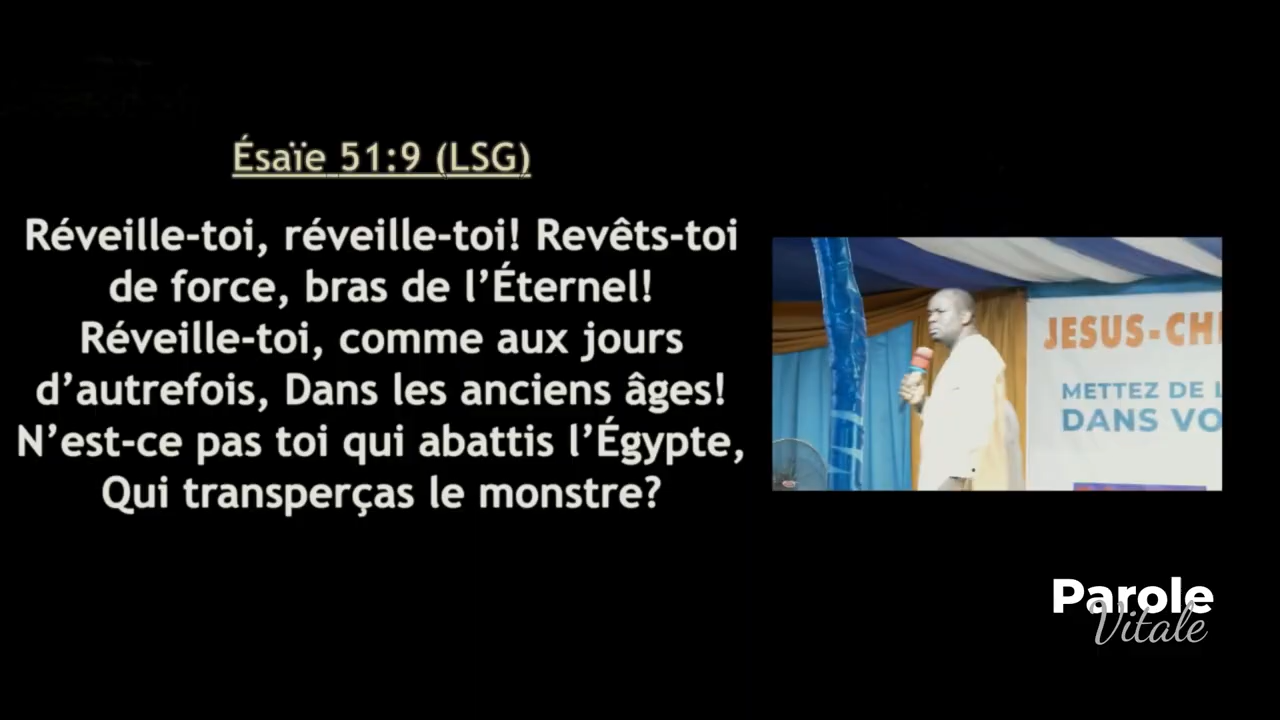 Ésaïe 51:9 (LSG)
Réveille-toi, réveille-toi! Revêts-toi
de force, bras de l’Éternel!
Réveille-toi, comme aux jours
d’autrefois, Dans les anciens âges!
N’est-ce pas toi qui abattis l’Égypte,
Qui transperças le monstre?
JESUS-CH
METTEZ DE L
DANS VO
Parole
Vitale